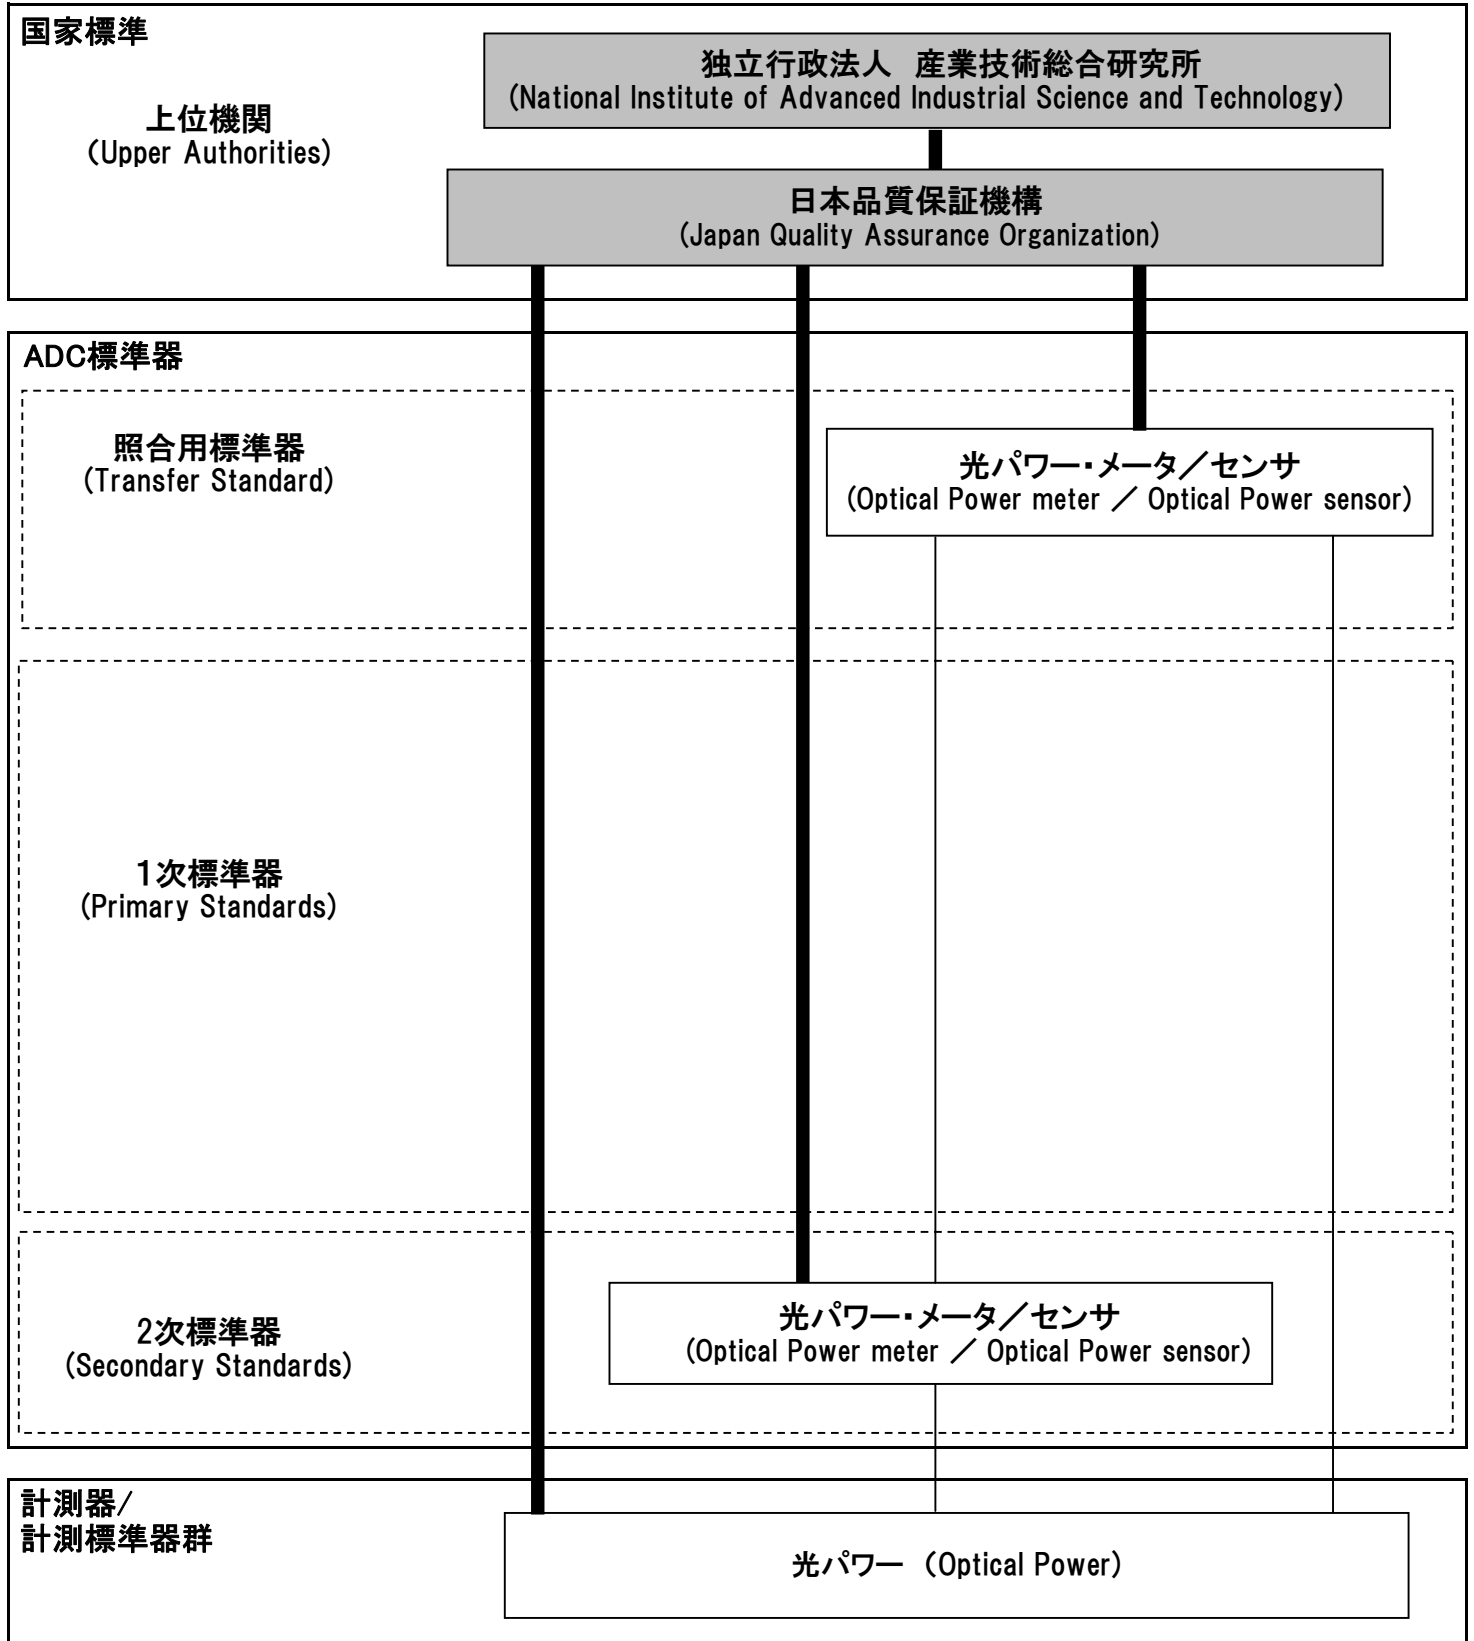 国家標準
独立行政法人　産業技術総合研究所
(National Institute of Advanced Industrial Science and Technology)
上位機関
(Upper Authorities)
日本品質保証機構
(Japan Quality Assurance Organization)
ADC標準器
照合用標準器
(Transfer Standard)
光パワー・メータ／センサ
(Optical Power meter ／ Optical Power sensor)
1次標準器
(Primary Standards)
2次標準器
(Secondary Standards)
光パワー・メータ／センサ
(Optical Power meter ／ Optical Power sensor)
計測器/
計測標準器群
光パワー （Optical Power）